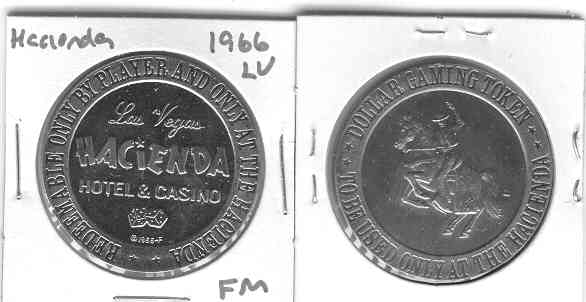 Hacienda
1966
LV
REDEEMABLE ONLY BY PLAYER AND ONLY AT THE HACIENDA
Las Vegas
HACIENDA
HOTEL & CASINO
©1966-F
FM
DOLLAR GAMING TOKEN
TO BE USED ONLY AT THE HACIENDA